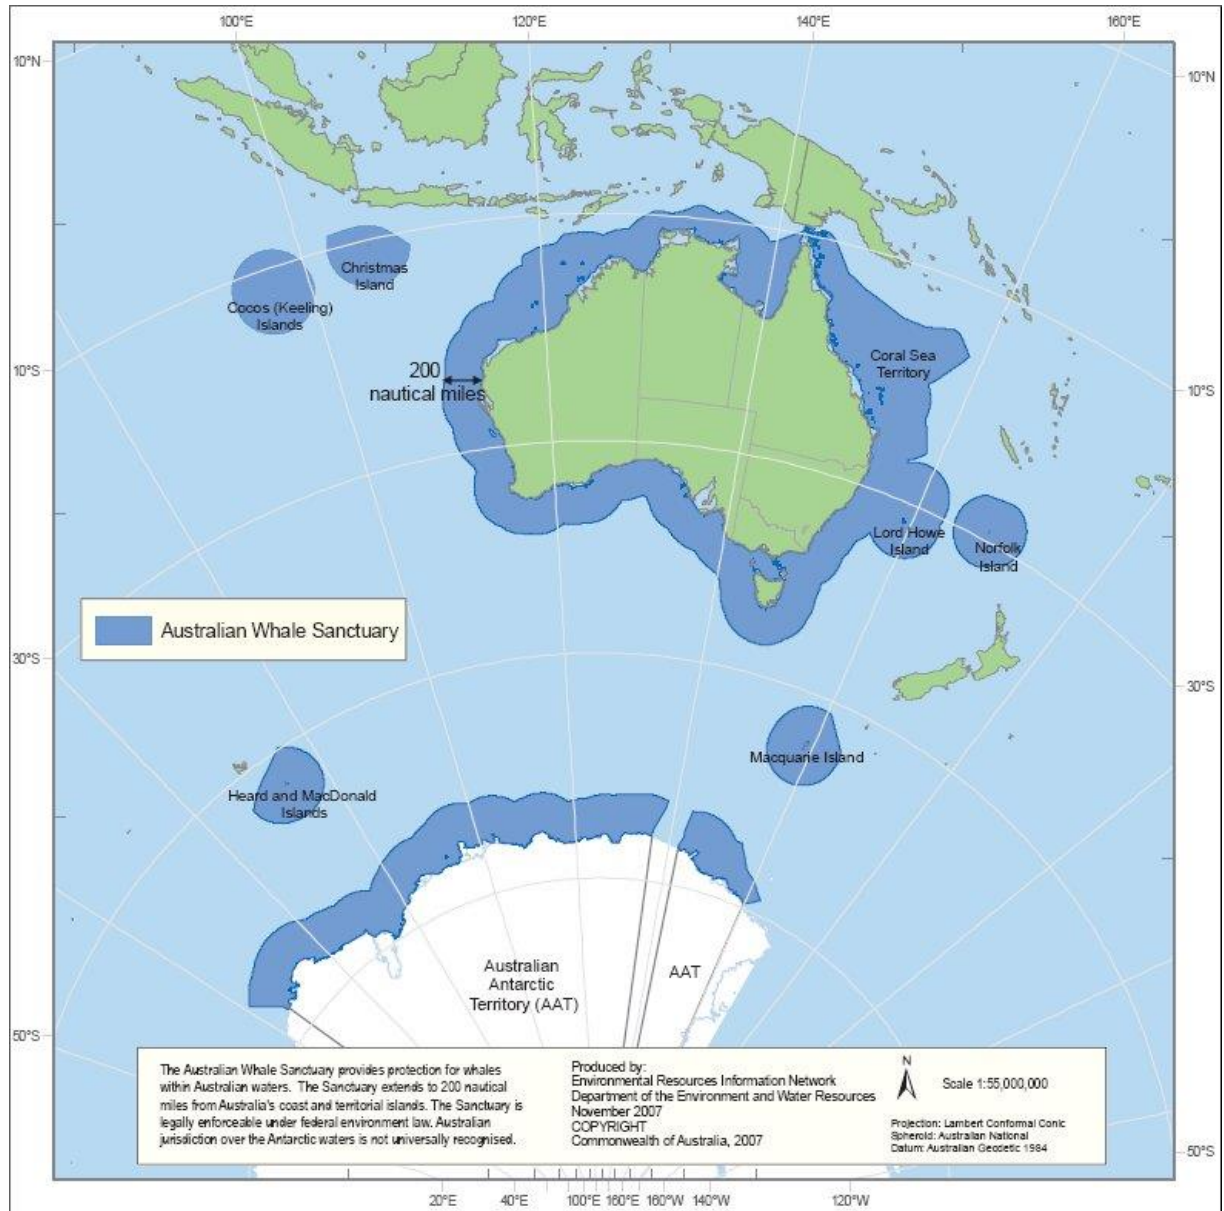 100°E
120°E
140°E
160°E
10°N
10°N
Christmas
Island
Cocos (Keeling)
Islands
200
nautical miles
Coral Sea
Territory
10°S
10°S
Lord Howe
Island
Norfolk
Island
Australian Whale Sanctuary
30°S
30°S
Macquarie Island
Heard and MacDonald
Islands
Australian
Antarctic
Territory (AAT)
AAT
50°S
The Australian Whale Sanctuary provides protection for whales
within Australian waters. The Sanctuary extends to 200 nautical
miles from Australia's coast and territorial islands. The Sanctuary is
legally enforceable under federal environment law. Australian
jurisdiction over the Antarctic waters is not universally recognised.
Produced by:
Environmental Resources Information Network
Department of the Environment and Water Resources
November 2007
COPYRIGHT
Commonwealth of Australia, 2007
N
Scale 1:55,000,000
Projection: Lambert Conformal Conic
Spheroid: Australian National
Datum: Australian Geodetic 1984
50°S
20°E
40°E
100°E
160°E
160°W
140°W
120°W